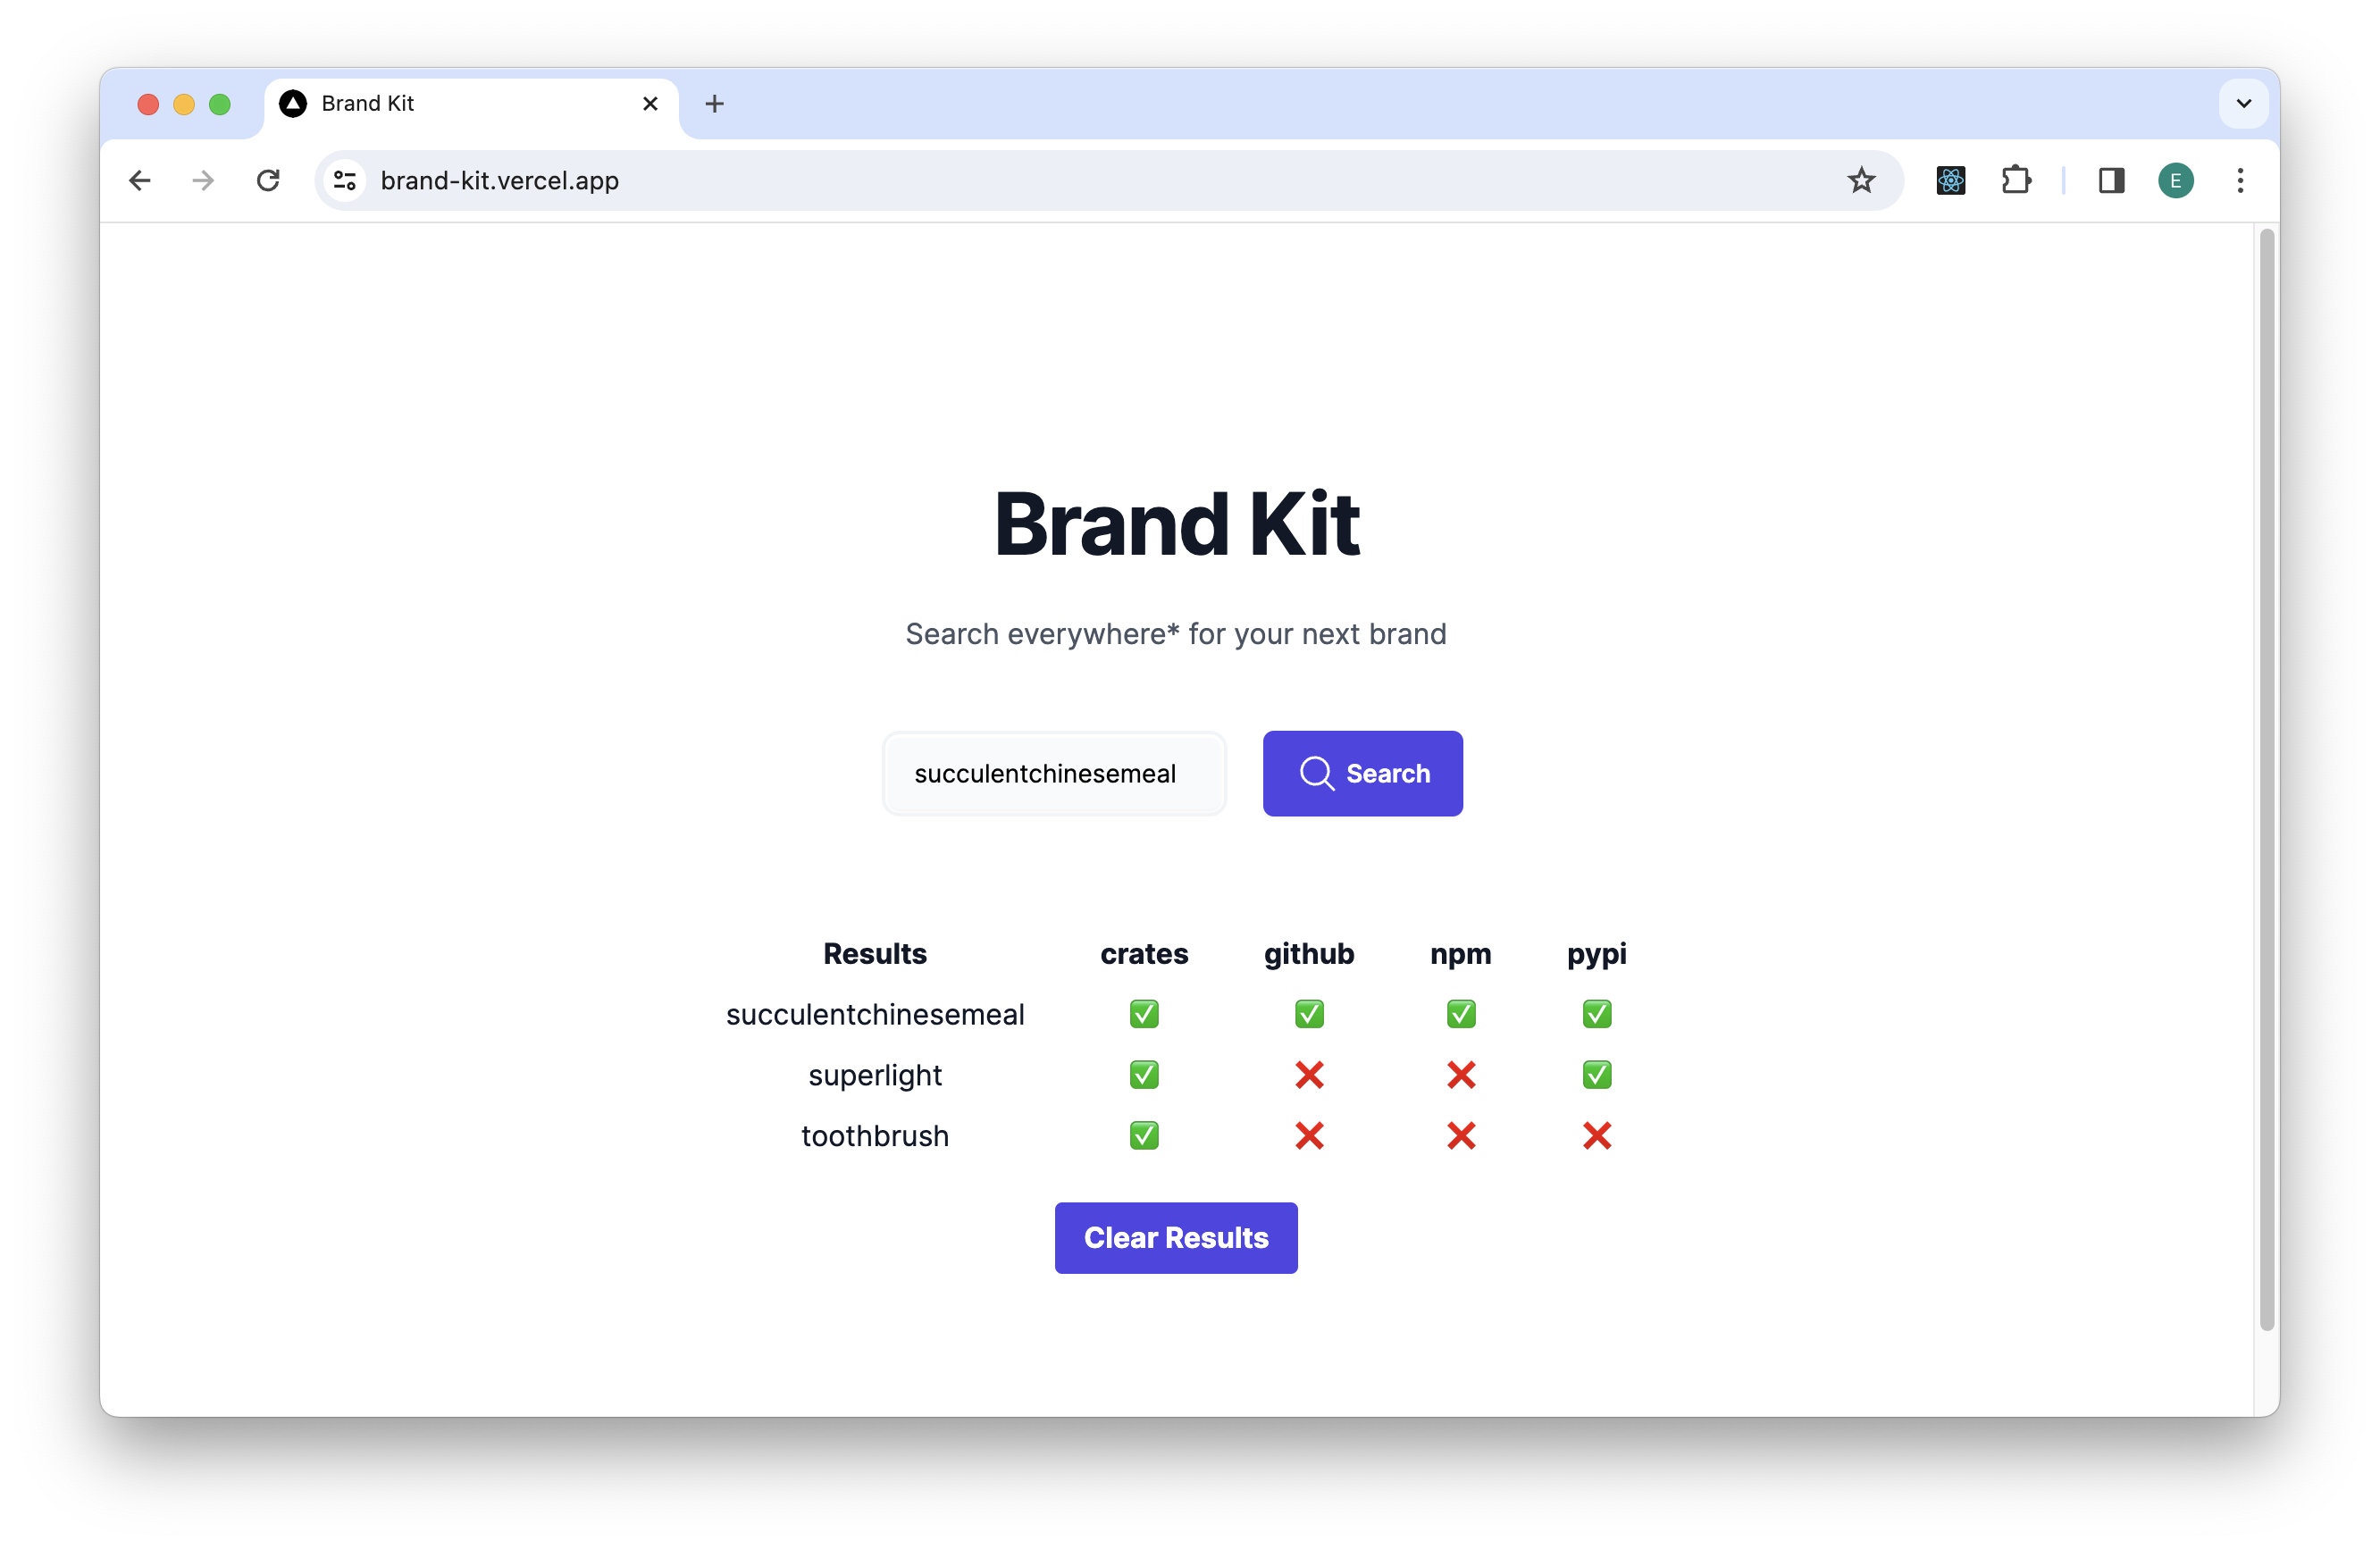 Brand Kit
brand-kit.vercel.app
E
Brand Kit
Search everywhere* for your next brand
succulentchinesemeal
Search
Results crates github npm pypi
succulentchinesemeal ✅ ✅ ✅ ✅
superlight ✅ ❌ ❌ ✅
toothbrush ✅ ❌ ❌ ❌
Clear Results